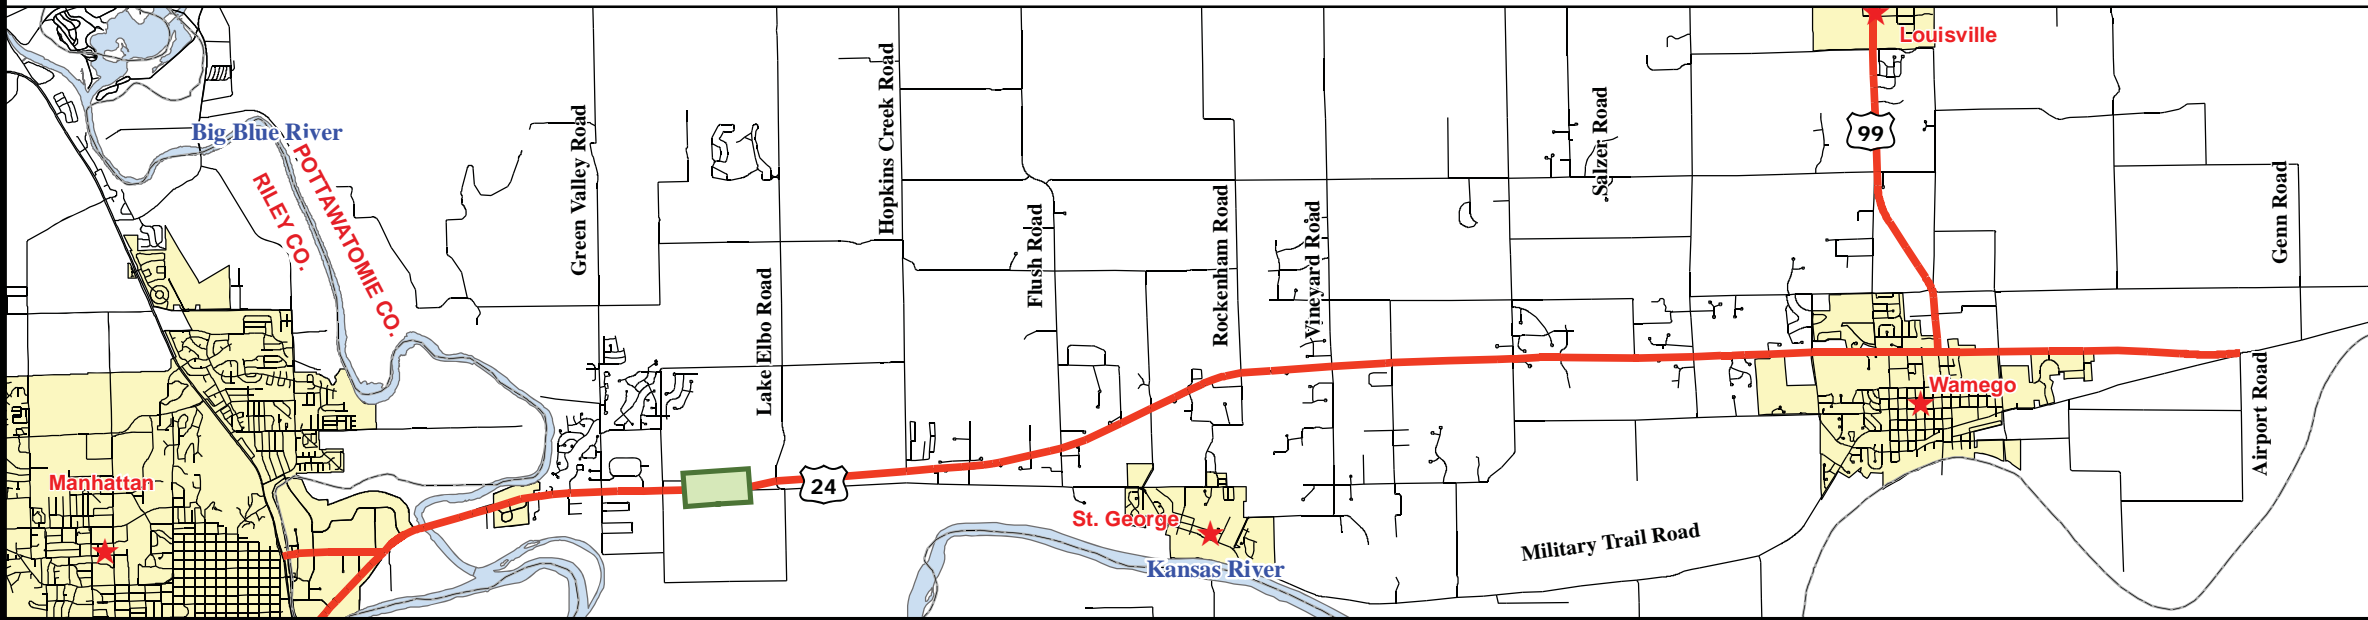 Louisville
99
Big Blue River
POTTAWATOMIE CO.
RILEY CO.
Green Valley Road
Hopkins Creek Road
Salzer Road
Genn Road
Flush Road
Rockenham Road
Vineyard Road
Lake Elbo Road
Airport Road
Wamego
Manhattan
24
St. George
Military Trail Road
Kansas River